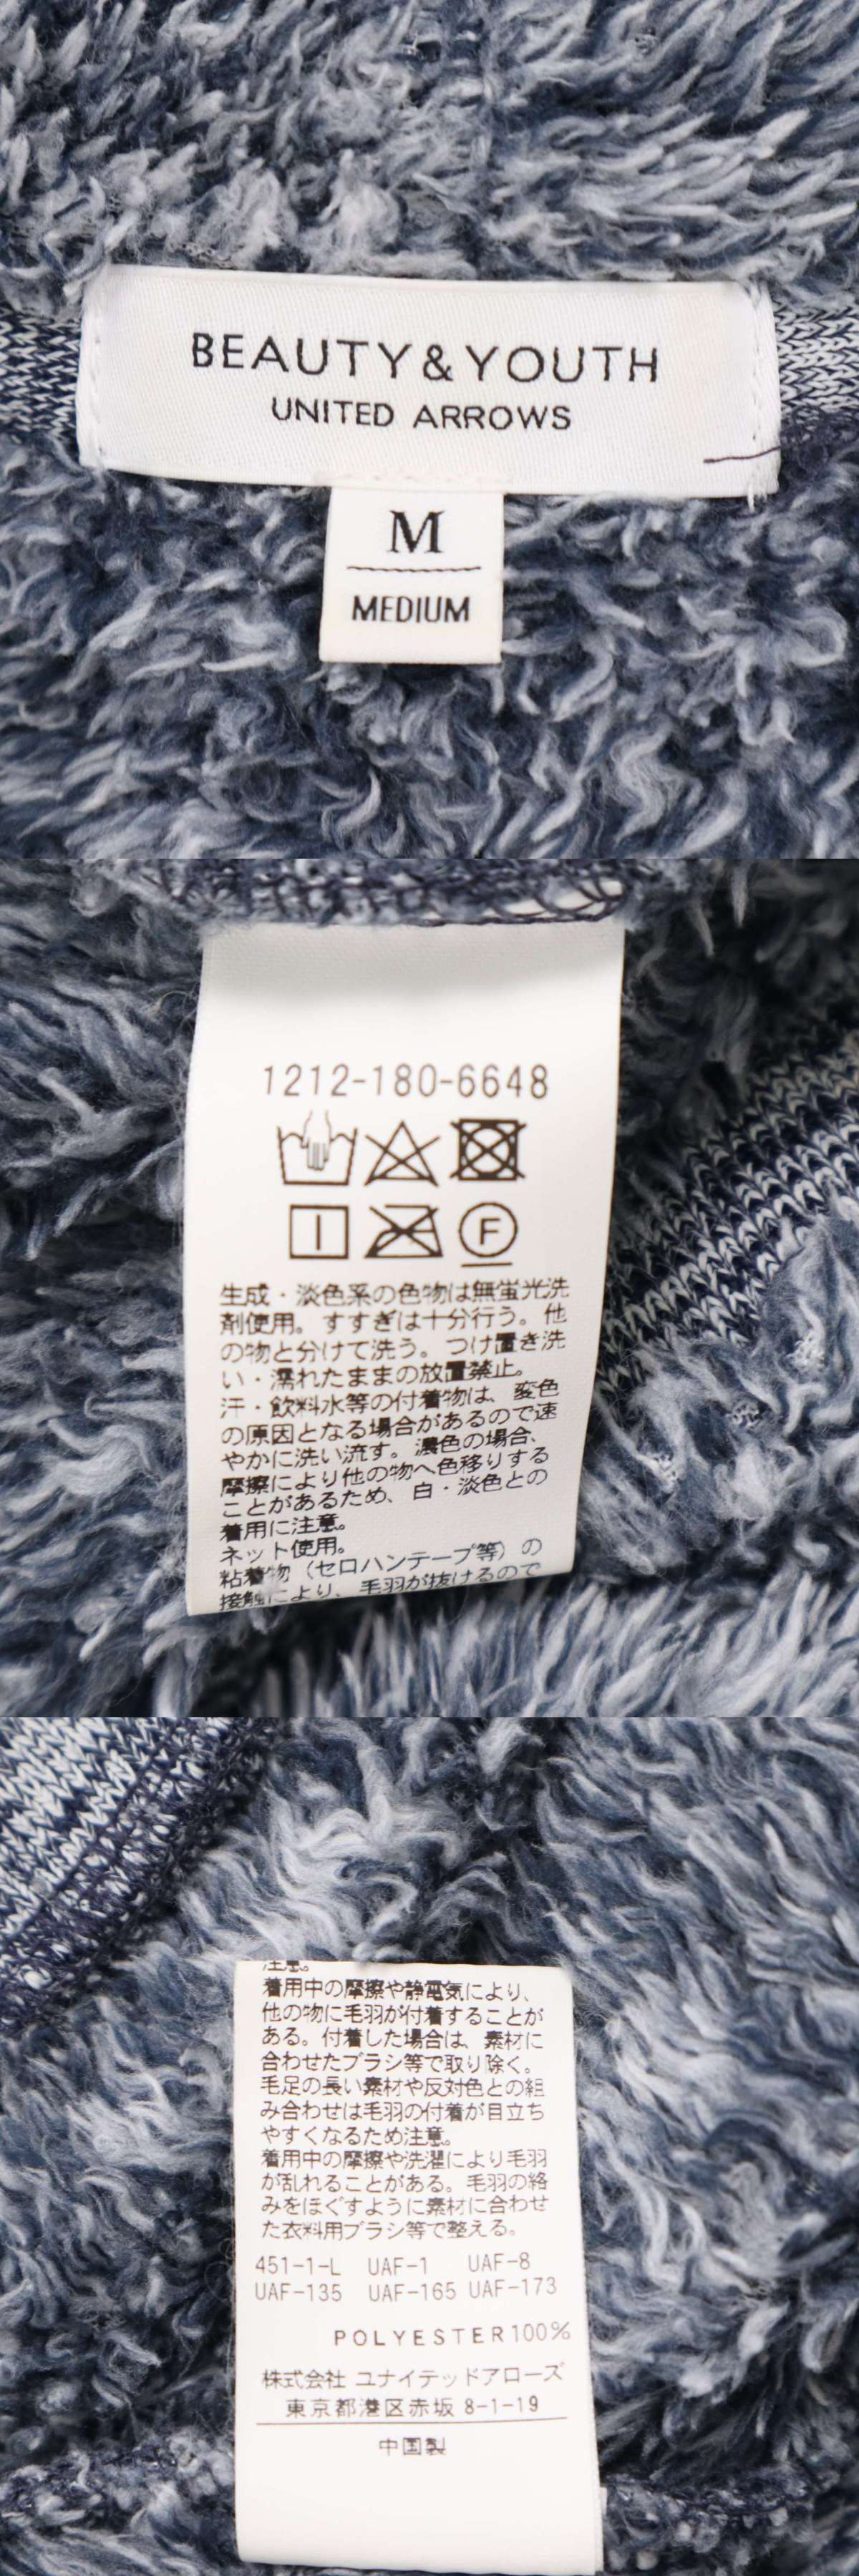 BEAUTY&YOUTH
UNITED ARROWS
M
MEDIUM
1212-180-6648
F
生成・淡色系の色物は無蛍光洗
剤使用。すすぎは十分行う。他
の物と分けて洗う。つけ置き洗
い・濡れたままの放置禁止。
汗・飲料水等の付着物は、変色
の原因となる場合があるので速
やかに洗い流す。濃色の場合、
摩擦により他の物へ色移りする
ことがあるため、白・淡色との
着用に注意。
ネット使用。
粘着物（セロハンテープ等）の
接触により、毛羽が抜けるので
注意。
着用中の摩擦や静電気により、
他の物に毛羽が付着することが
ある。付着した場合は、素材に
合わせたブラシ等で取り除く。
毛足の長い素材や反対色との組
み合わせは毛羽の付着が目立ち
やすくなるため注意。
着用中の摩擦や洗濯により毛羽
が乱れることがある。毛羽の絡
みをほぐすように素材に合わせ
た衣料用ブラシ等で整える。
451-1-L UAF-1 UAF-8
UAF-135 UAF-165 UAF-173
POLYESTER100%
株式会社 ユナイテッドアローズ
東京都港区赤坂 8-1-19
中国製